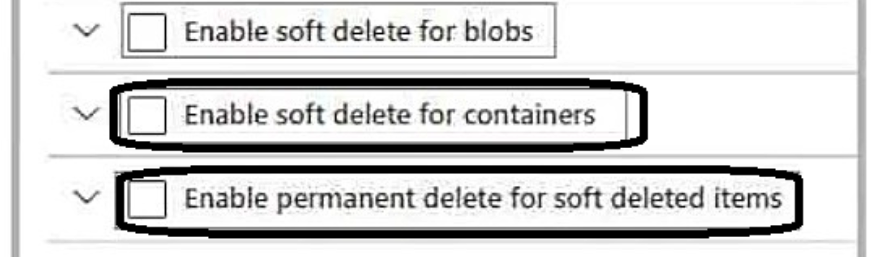 Enable soft delete for blobs
Enable soft delete for containers
Enable permanent delete for soft deleted items